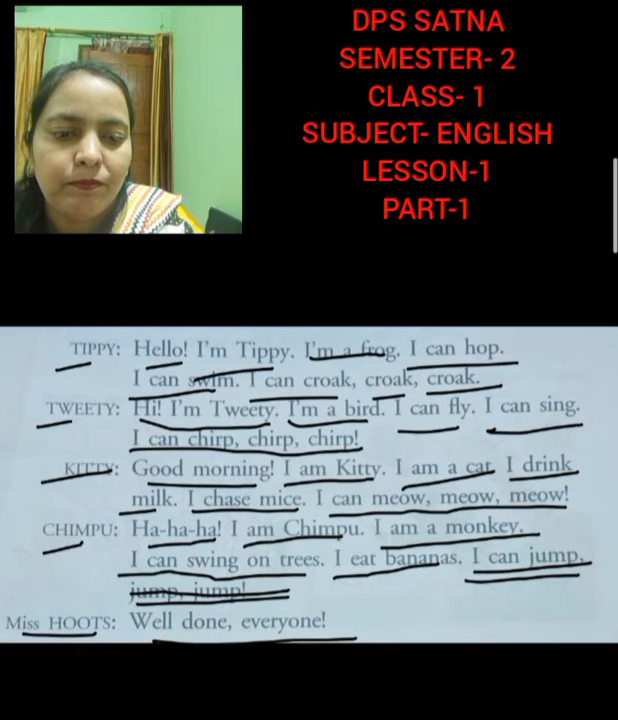 DPS SATNA
SEMESTER- 2
CLASS- 1
SUBJECT- ENGLISH
LESSON-1
PART-1
TIPPY: Hello! I'm Tippy. I'm a frog. I can hop.
I can swim. I can croak, croak, croak.
TWEETY: Hi! I'm Tweety. I'm a bird. I can fly. I can sing.
I can chirp, chirp, chirp!
KITTY: Good morning! I am Kitty. I am a cat. I drink
milk. I chase mice. I can meow, meow, meow!
CHIMPU: Ha-ha-ha! I am Chimpu. I am a monkey.
I can swing on trees. I eat bananas. I can jump,
jump, jump!
Miss HOOTS: Well done, everyone!